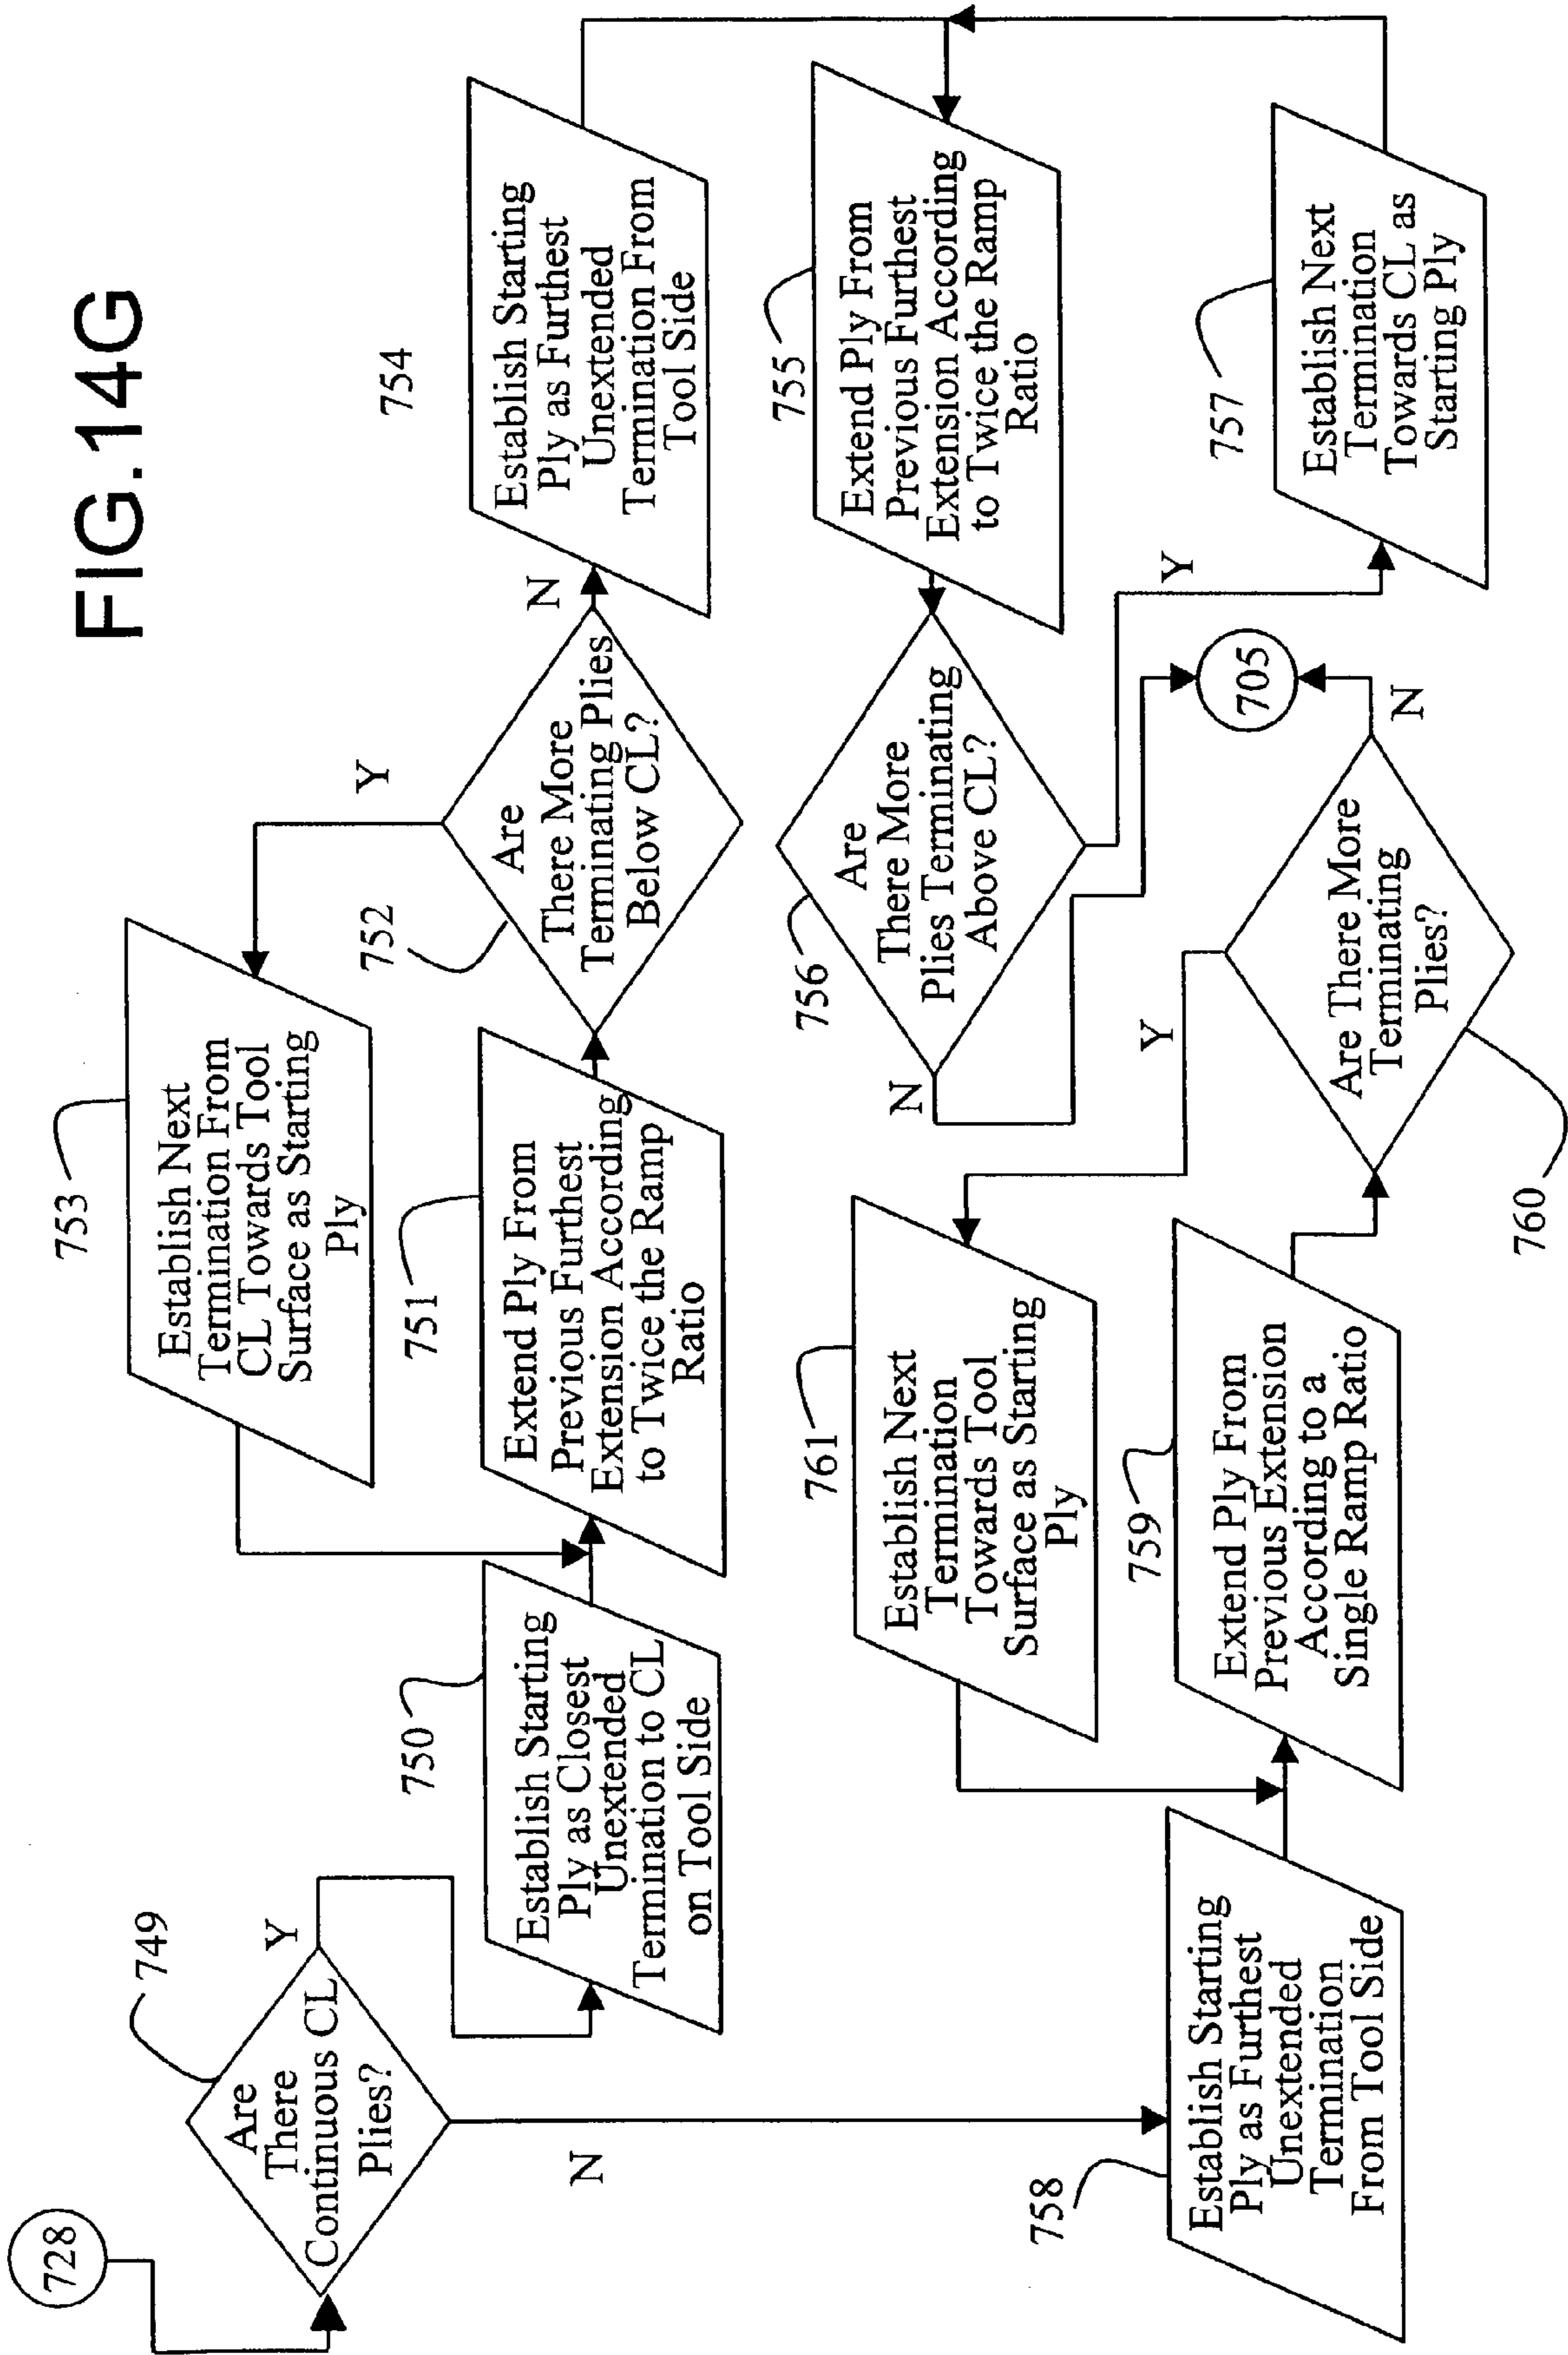 FIG.14G
728
Are
There
Continuous CL
Plies?
749
Y
N
750
Establish Starting
Ply as Closest
Unextended
Termination to CL
on Tool Side
751
Extend Ply From
Previous Furthest
Extension According
to Twice the Ramp
Ratio
752
Are
There More
Terminating Plies
Below CL?
Y
N
753
Establish Next
Termination From
CL Towards Tool
Surface as Starting
Ply
754
Establish Starting
Ply as Furthest
Unextended
Termination From
Tool Side
755
Extend Ply From
Previous Furthest
Extension According
to Twice the Ramp
Ratio
756
Are
There More
Plies Terminating
Above CL?
N
Y
757
Establish Next
Termination
Towards CL as
Starting Ply
705
758
Establish Starting
Ply as Furthest
Unextended
Termination
From Tool Side
759
Extend Ply From
Previous Extension
According to a
Single Ramp Ratio
760
Are There More
Terminating
Plies?
Y
N
761
Establish Next
Termination
Towards Tool
Surface as Starting
Ply